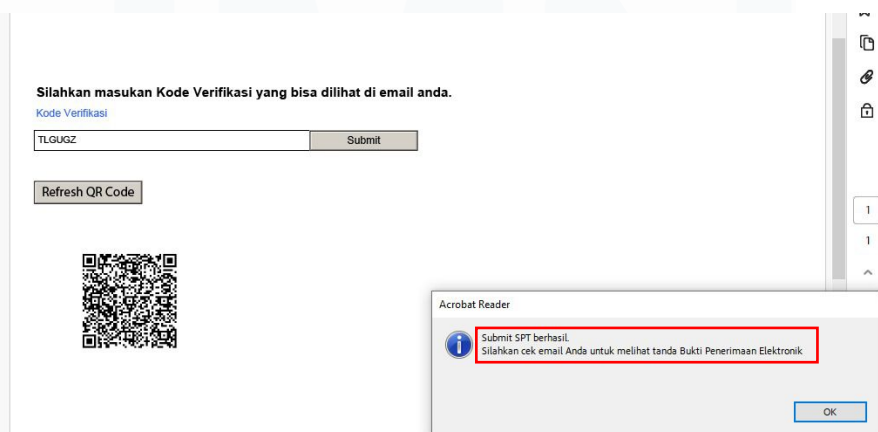 Silahkan masukan Kode Verifikasi yang bisa dilihat di email anda.
Kode Verifikasi
TLGUGZ
Submit
Refresh QR Code
1
1
Acrobat Reader
Submit SPT berhasil.
Silahkan cek email Anda untuk melihat tanda Bukti Penerimaan Elektronik
OK